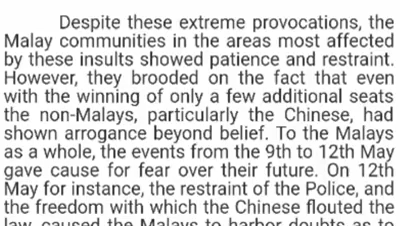 Despite these extreme provocations, the
Malay communities in the areas most affected
by these insults showed patience and restraint.
However, they brooded on the fact that even
with the winning of only a few additional seats
the non-Malays, particularly the Chinese, had
shown arrogance beyond belief. To the Malays
as a whole, the events from the 9th to 12th May
gave cause for fear over their future. On 12th
May for instance, the restraint of the Police, and
the freedom with which the Chinese flouted the
law, caused the Malays to harbor doubts as to